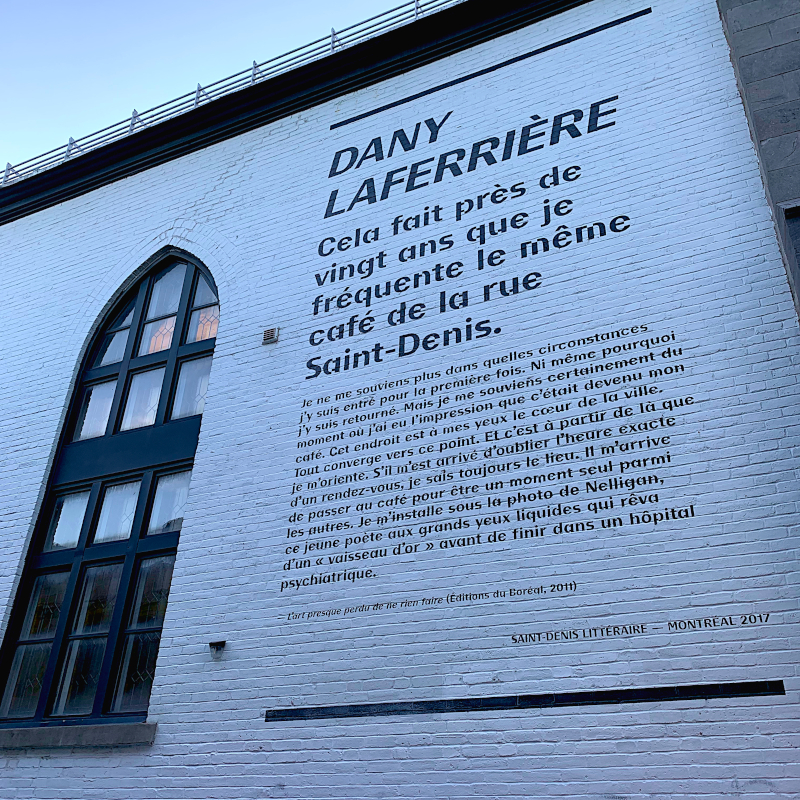 DANY
LAFERRIÈRE
Cela fait près de
vingt ans que je
fréquente le même
café de la rue
Saint-Denis.
Je ne me souviens plus dans quelles circonstances
j'y suis entré pour la première fois. Ni même pourquoi
j'y suis retourné. Mais je me souviens certainement du
moment où j'ai eu l'impression que c'était devenu mon
café. Cet endroit est à mes yeux le cœur de la ville.
Tout converge vers ce point. Et c'est à partir de là que
je m'oriente. S'il m'est arrivé d'oublier l'heure exacte
d'un rendez-vous, je sais toujours le lieu. Il m'arrive
de passer au café pour être un moment seul parmi
les autres. Je m'installe sous la photo de Nelligan,
ce jeune poète aux grands yeux liquides qui rêva
d'un « vaisseau d'or » avant de finir dans un hôpital
psychiatrique.
— L'art presque perdu de ne rien faire (Éditions du Boréal, 2011)
SAINT-DENIS LITTÉRAIRE — MONTRÉAL 2017